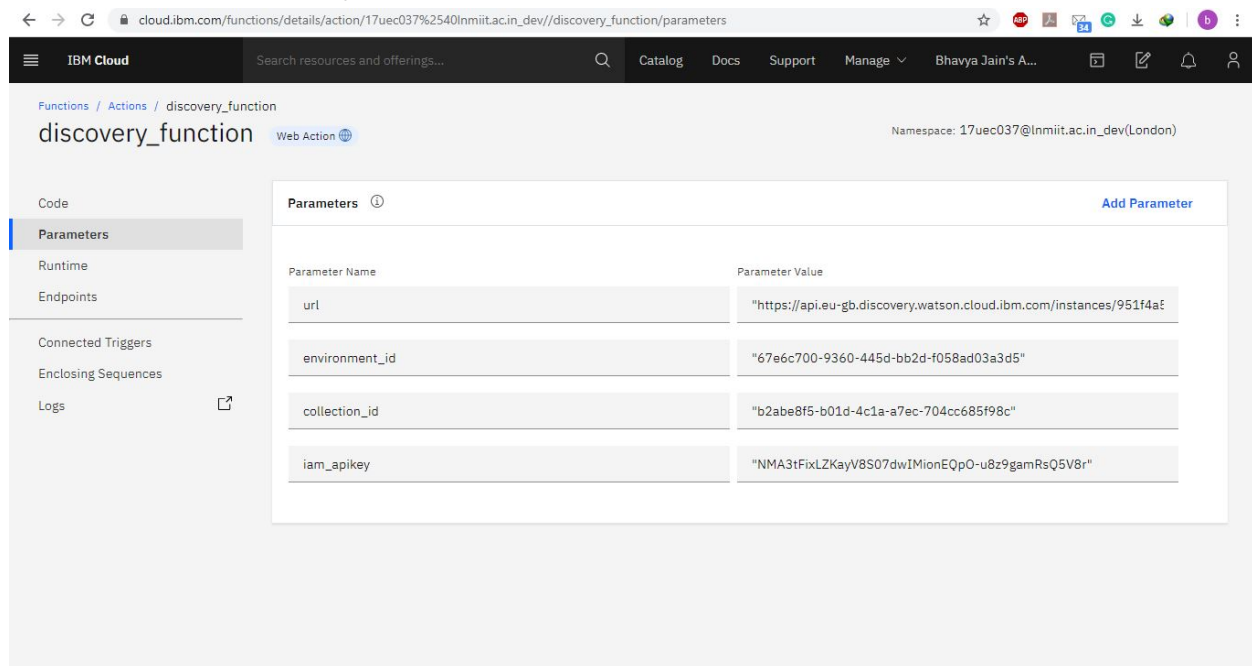 cloud.ibm.com/functions/details/action/17uec037%2540lnmiit.ac.in_dev//discovery_function/parameters
ABP
34
b
IBM Cloud
Search resources and offerings...
Catalog
Docs
Support
Manage
Bhavya Jain's A...
Functions / Actions / discovery_function
discovery_function
Web Action
Namespace: 17uec037@lnmiit.ac.in_dev(London)
Code
Parameters
Runtime
Endpoints
Connected Triggers
Enclosing Sequences
Logs
Parameters
Add Parameter
Parameter Name
Parameter Value
url
"https://api.eu-gb.discovery.watson.cloud.ibm.com/instances/951f4a5
environment_id
"67e6c700-9360-445d-bb2d-f058ad03a3d5"
collection_id
"b2abe8f5-b01d-4c1a-a7ec-704cc685f98c"
iam_apikey
"NMA3tFixLZKayV8S07dwIMionEQpO-u8z9gamRsQ5V8r"